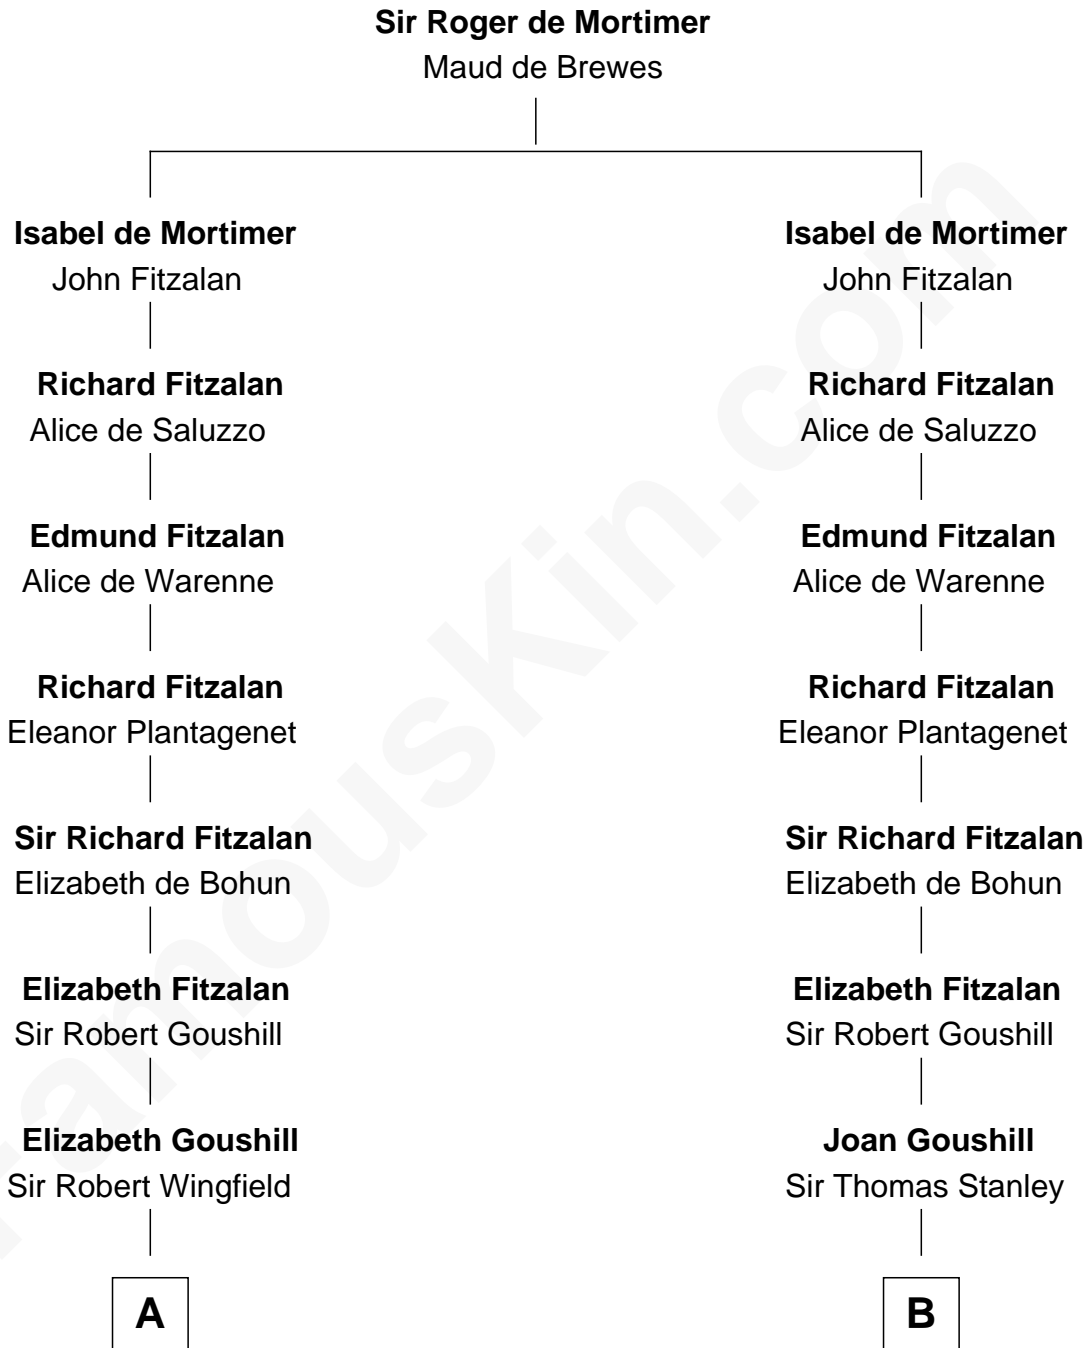 Sir Roger de Mortimer
Maud de Brewes
Isabel de Mortimer
John Fitzalan
Richard Fitzalan
Alice de Saluzzo
Edmund Fitzalan
Alice de Warenne
Richard Fitzalan
Eleanor Plantagenet
Sir Richard Fitzalan
Elizabeth de Bohun
Elizabeth Fitzalan
Sir Robert Goushill
Elizabeth Goushill
Sir Robert Wingfield
A
Isabel de Mortimer
John Fitzalan
Richard Fitzalan
Alice de Saluzzo
Edmund Fitzalan
Alice de Warenne
Richard Fitzalan
Eleanor Plantagenet
Sir Richard Fitzalan
Elizabeth de Bohun
Elizabeth Fitzalan
Sir Robert Goushill
Joan Goushill
Sir Thomas Stanley
B
FamousKin.com